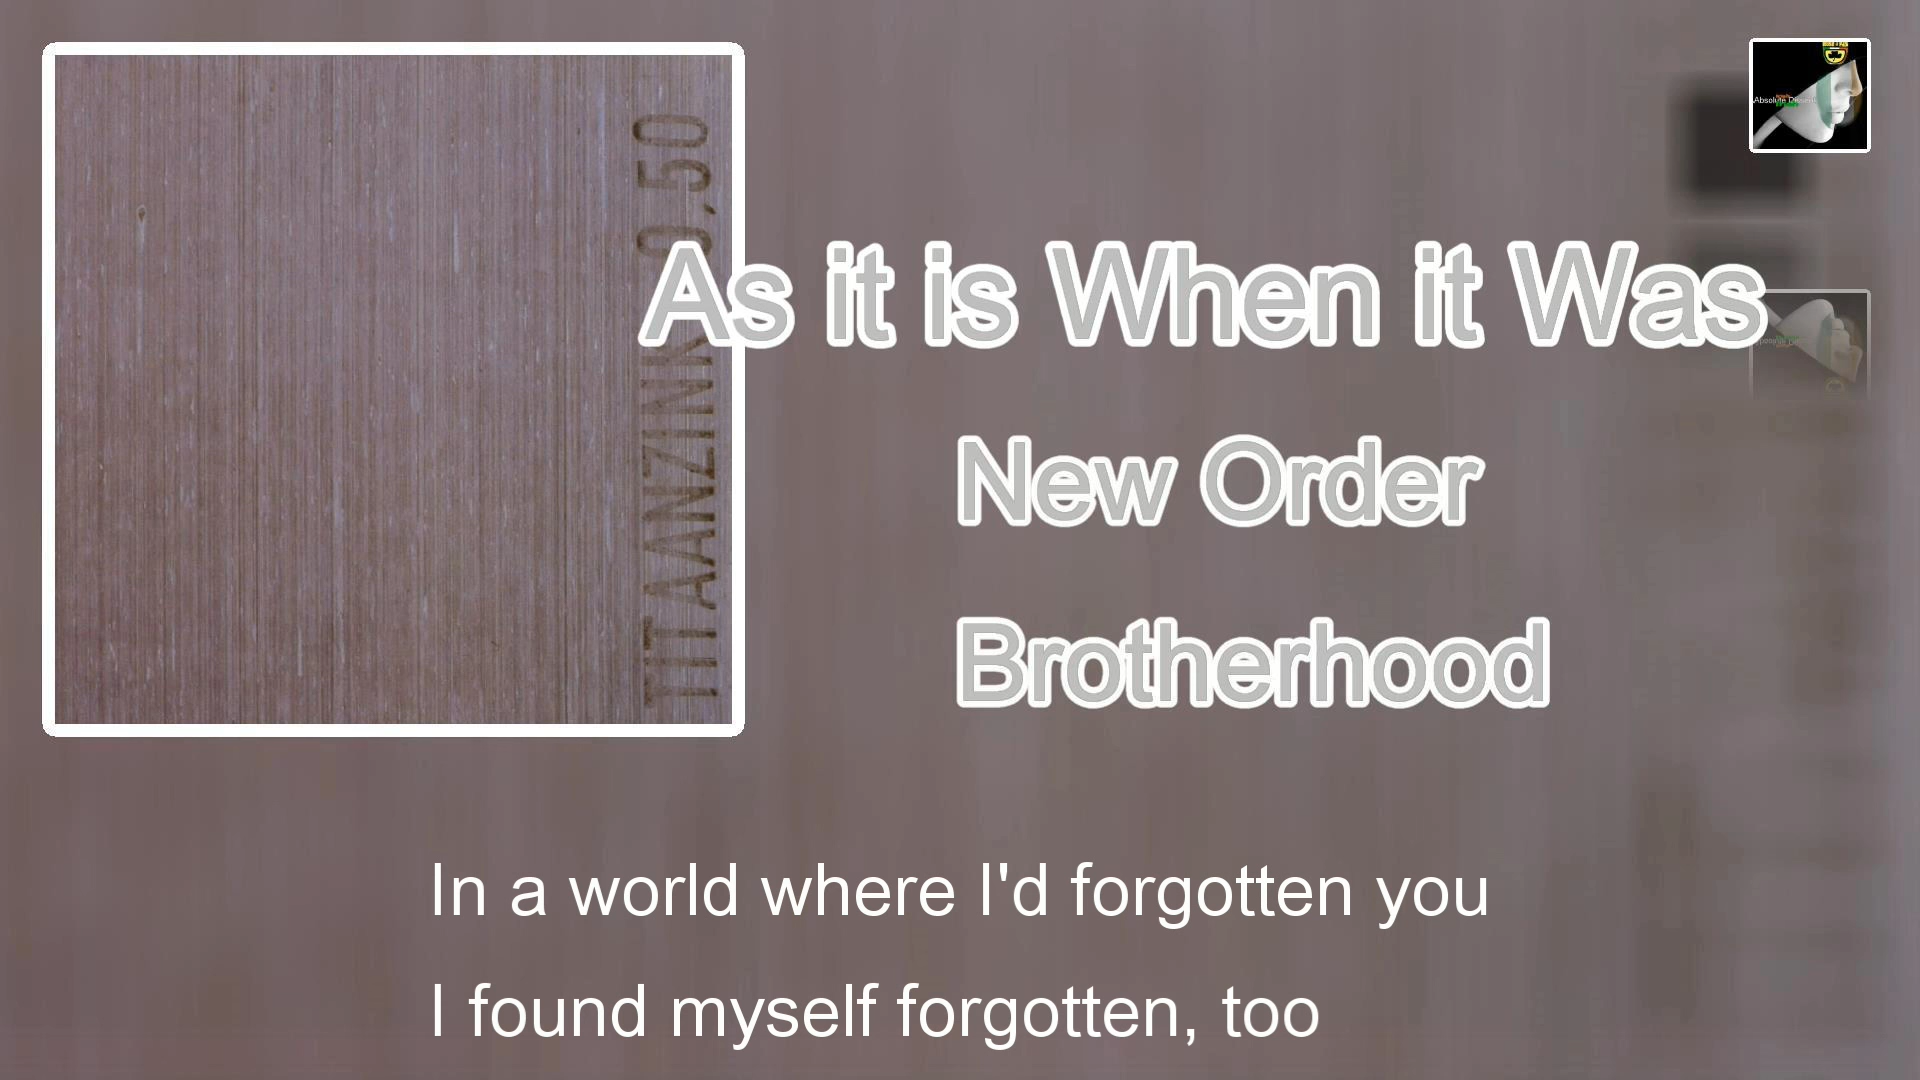 TITAANZINK 0,50
As it is When it Was
New Order
Brotherhood
In a world where I'd forgotten you
I found myself forgotten, too
Absolute